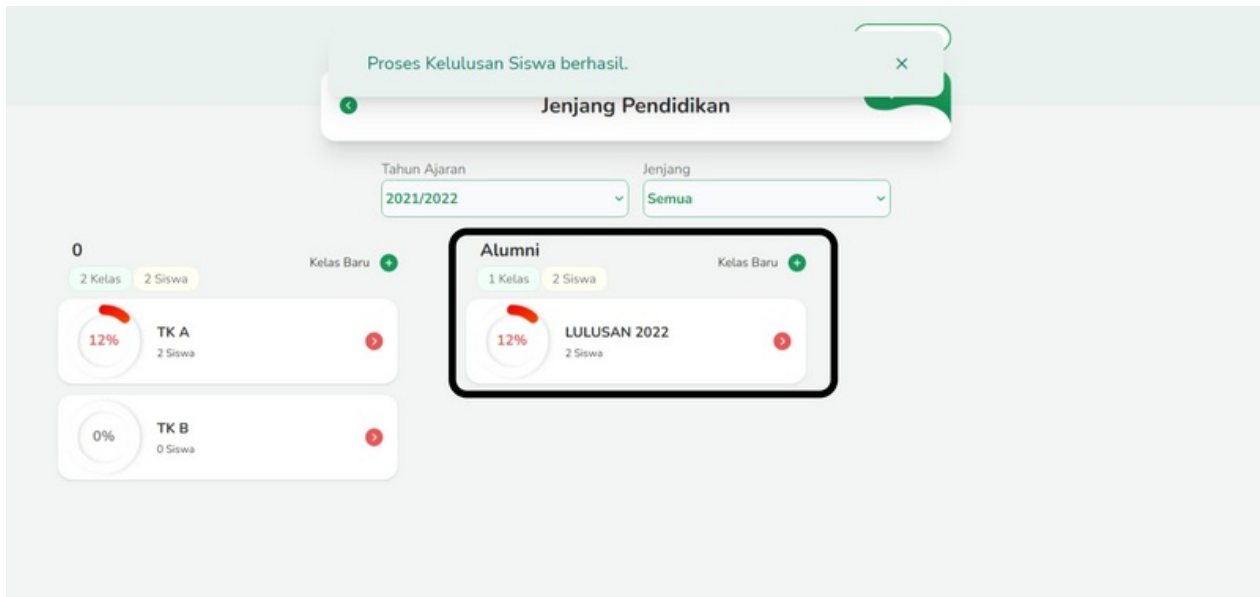 Proses Kelulusan Siswa berhasil.
Jenjang Pendidikan
Tahun Ajaran
2021/2022
Jenjang
Semua
0
2 Kelas 2 Siswa
Kelas Baru
12%
TK A
2 Siswa
0%
TK B
0 Siswa
Alumni
1 Kelas 2 Siswa
Kelas Baru
12%
LULUSAN 2022
2 Siswa